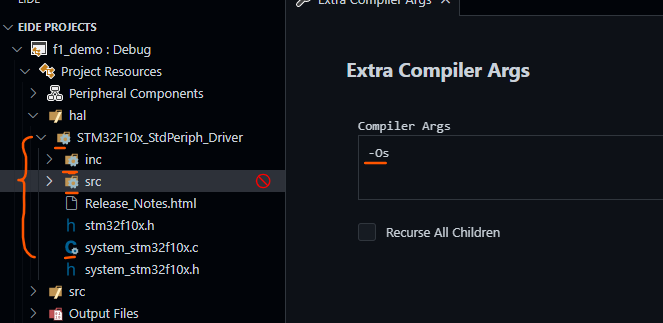 EIDE
EIDE PROJECTS
f1_demo : Debug
Project Resources
Peripheral Components
hal
STM32F10x_StdPeriph_Driver
inc
src
Release_Notes.html
stm32f10x.h
system_stm32f10x.c
system_stm32f10x.h
src
Output Files
Extra Compiler Args
Extra Compiler Args
Compiler Args
-Os
Recurse All Children